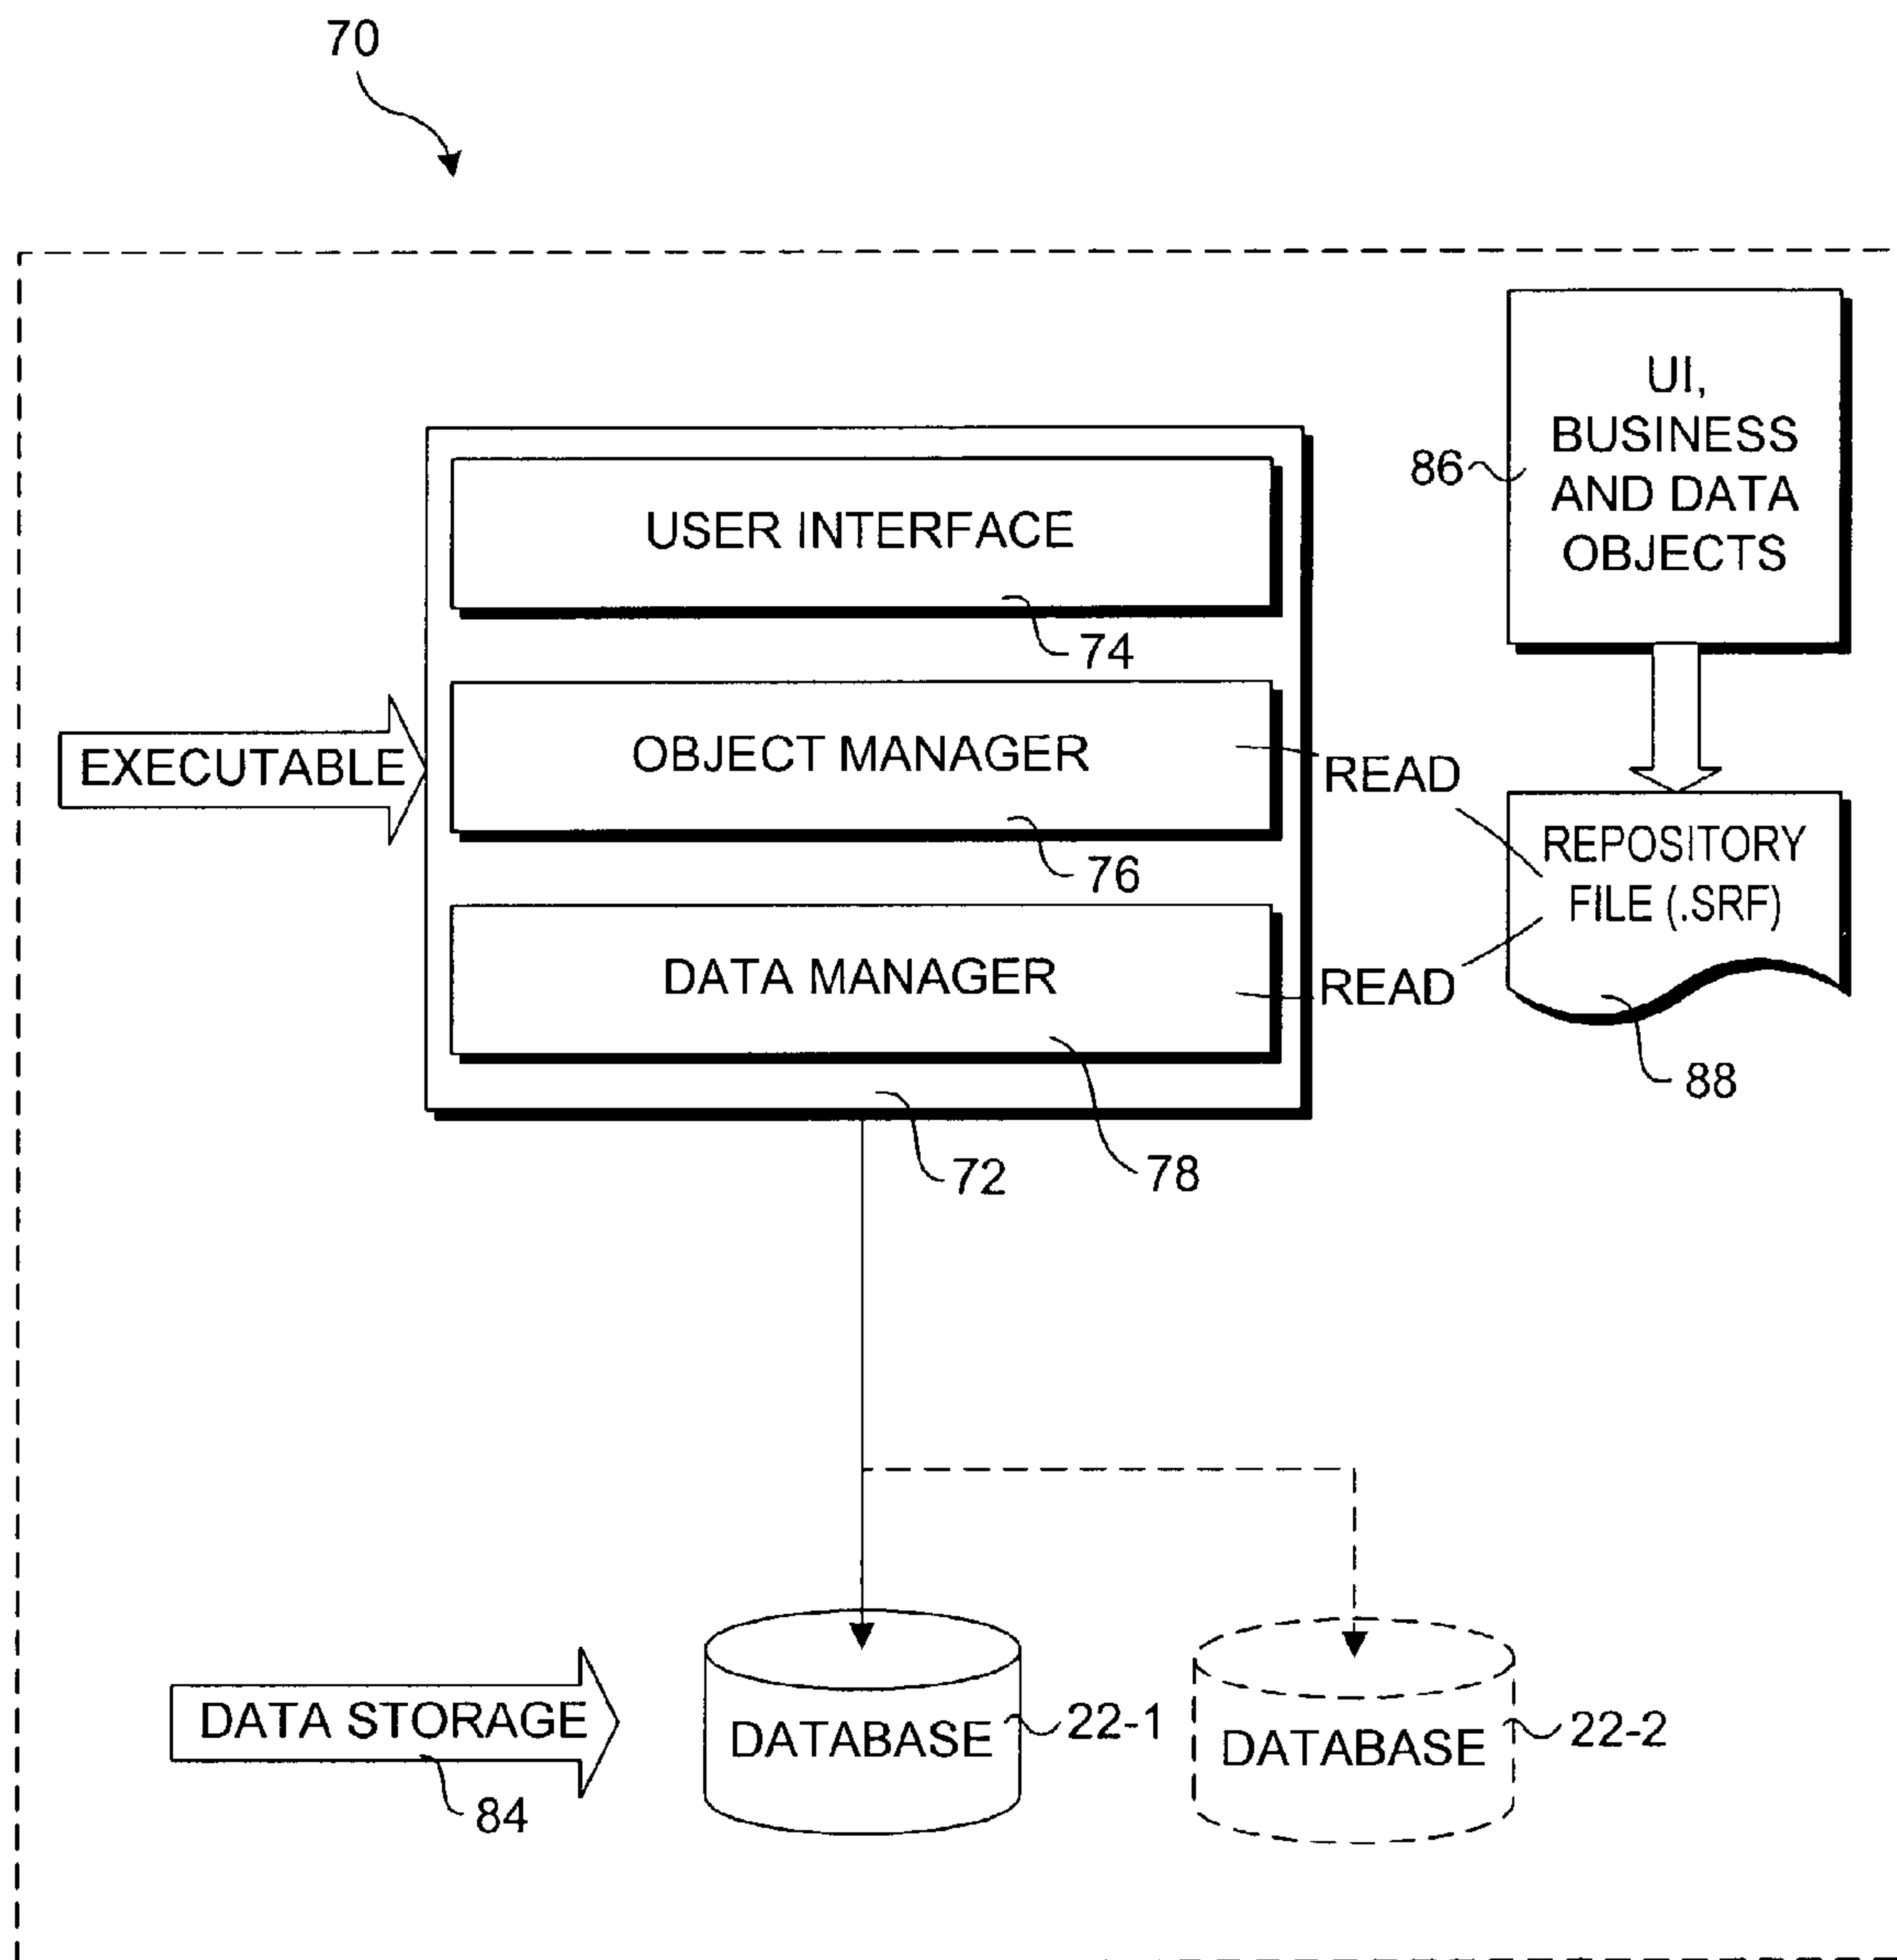 70
UI,
BUSINESS
AND DATA
OBJECTS
86
USER INTERFACE
74
EXECUTABLE
OBJECT MANAGER
READ
76
REPOSITORY
FILE (.SRF)
DATA MANAGER
READ
88
72
78
DATA STORAGE
84
DATABASE
22-1
DATABASE
22-2